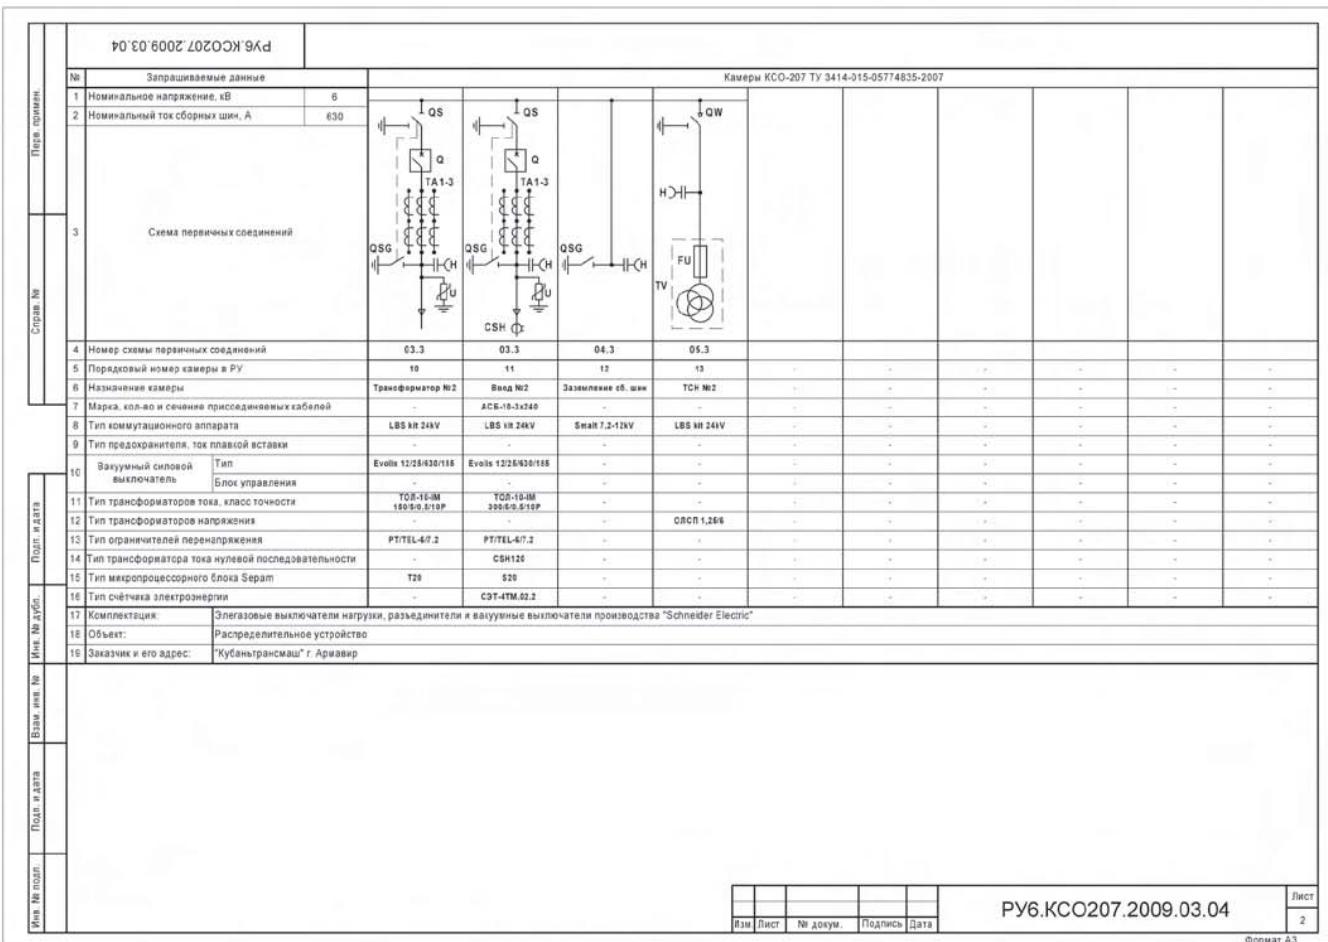 РУ6.КСО207.2009.03.04
№ Запрашиваемые данные Камеры КСО-207 ТУ 3414-015-05774835-2007
1 Номинальное напряжение, кВ 6
2 Номинальный ток сборных шин, А 630
3 Схема первичных соединений
QS QS QW
Q Q
TA1-3 TA1-3
H
QSG QSG QSG
H H H
FU
U U
TV
CSH
4 Номер схемы первичных соединений 03.3 03.3 04.3 05.3
5 Порядковый номер камеры в РУ 10 11 12 13 - - - - - -
6 Назначение камеры Трансформатор №2 Ввод №2 Заземление сб. шин ТСН №2 - - - - - -
7 Марка, кол-во и сечение присоединяемых кабелей - АСБ-10-3х240 - - - - - - - -
8 Тип коммутационного аппарата LBS kit 24kV LBS kit 24kV Smalt 7.2-12kV LBS kit 24kV - - - - - -
9 Тип предохранителя, ток плавкой вставки - - - - - - - - - -
10 Вакуумный силовой выключатель Тип Evolis 12/25/630/185 Evolis 12/25/630/185 - - - - - - - -
Блок управления - - - - - - - - - -
11 Тип трансформаторов тока, класс точности ТОЛ-10-IM 150/5/0.5/10Р ТОЛ-10-IM 300/5/0.5/10Р - - - - - - - -
12 Тип трансформаторов напряжения - - - ОЛСП 1,25/6 - - - - - -
13 Тип ограничителей перенапряжения РТ/TEL-6/7.2 РТ/TEL-6/7.2 - - - - - - - -
14 Тип трансформатора тока нулевой последовательности - CSH120 - - - - - - - -
15 Тип микропроцессорного блока Sepam T20 S20 - - - - - - - -
16 Тип счётчика электроэнергии - СЭТ-4ТМ.02.2 - - - - - - - -
17 Комплектация: Элегазовые выключатели нагрузки, разъединители и вакуумные выключатели производства "Schneider Electric"
18 Объект: Распределительное устройство
19 Заказчик и его адрес: "Кубаньтрансмаш" г. Армавир
Перв. примен.
Справ. №
Подп. и дата
Инв. № дубл.
Взам. инв. №
Подп. и дата
Инв. № подл.
Изм. Лист № докум. Подпись Дата
РУ6.КСО207.2009.03.04
Лист
2
Формат А3